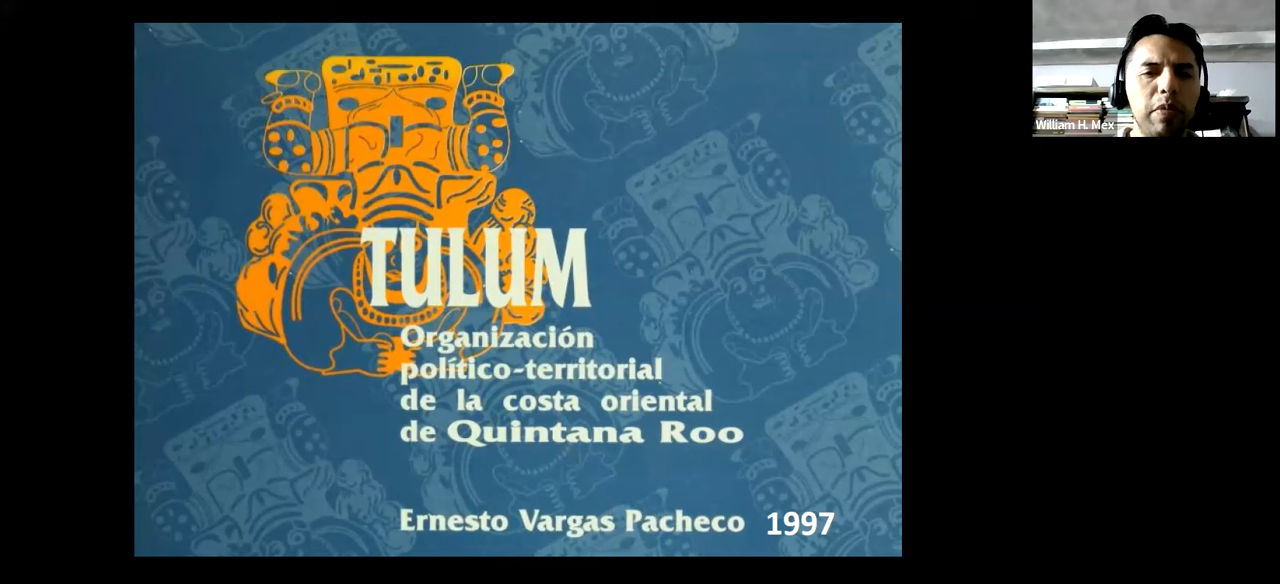 TULUM
Organización
político-territorial
de la costa oriental
de Quintana Roo
Ernesto Vargas Pacheco 1997
William H. Mex